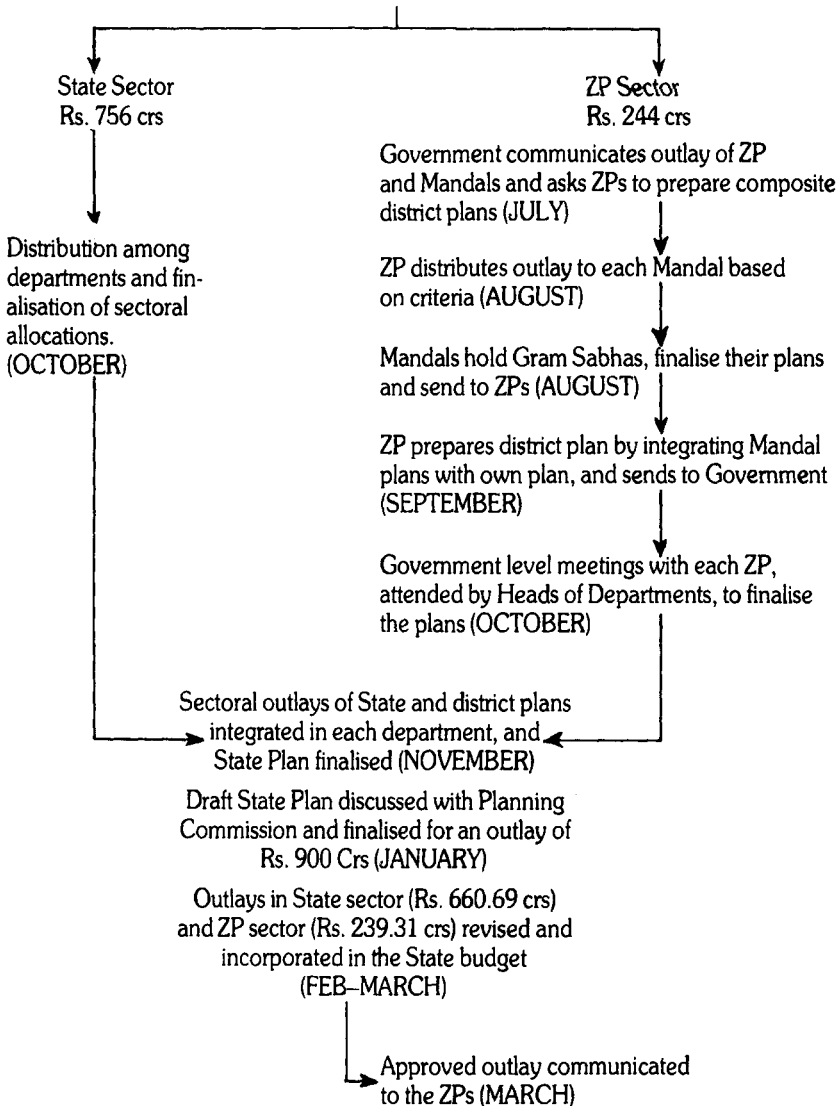 State Sector
Rs. 756 crs
ZP Sector
Rs. 244 crs
Government communicates outlay of ZP
and Mandals and asks ZPs to prepare composite
district plans (JULY)
Distribution among
departments and fin-
alisation of sectoral
allocations.
(OCTOBER)
ZP distributes outlay to each Mandal based
on criteria (AUGUST)
Mandals hold Gram Sabhas, finalise their plans
and send to ZPs (AUGUST)
ZP prepares district plan by integrating Mandal
plans with own plan, and sends to Government
(SEPTEMBER)
Government level meetings with each ZP,
attended by Heads of Departments, to finalise
the plans (OCTOBER)
Sectoral outlays of State and district plans
integrated in each department, and
State Plan finalised (NOVEMBER)
Draft State Plan discussed with Planning
Commission and finalised for an outlay of
Rs. 900 Crs (JANUARY)
Outlays in State sector (Rs. 660.69 crs)
and ZP sector (Rs. 239.31 crs) revised and
incorporated in the State budget
(FEB–MARCH)
Approved outlay communicated
to the ZPs (MARCH)